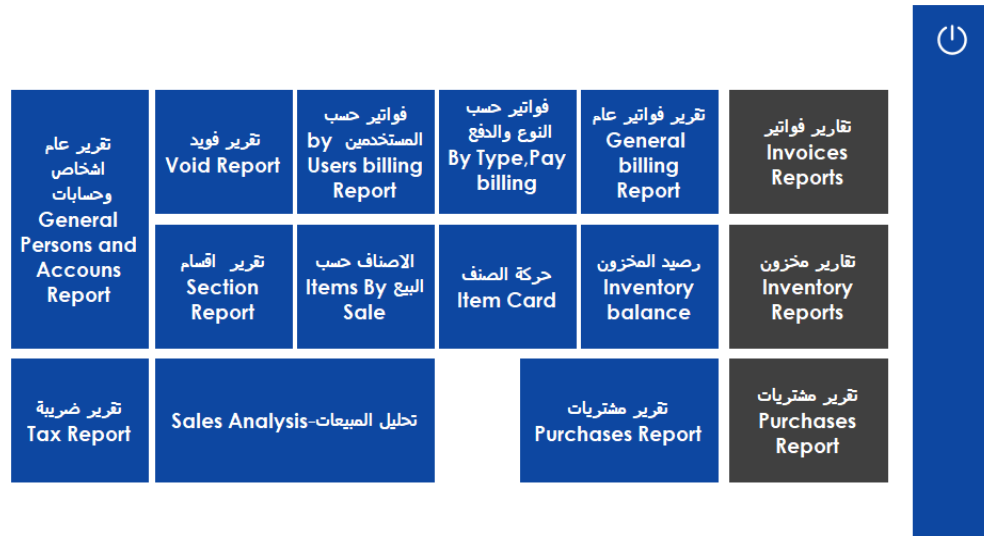 تقارير فواتير
Invoices
Reports
تقرير فواتير عام
General
billing
Report
فواتير حسب
النوع والدفع
By Type,Pay
billing
فواتير حسب
المستخدمين by
Users billing
Report
تقرير فويد
Void Report
تقرير عام
اشخاص
وحسابات
General
Persons and
Accouns
Report
تقارير مخزون
Inventory
Reports
رصيد المخزون
Inventory
balance
حركة الصنف
Item Card
الاصناف حسب
البيع Items By
Sale
تقرير اقسام
Section
Report
تقرير مشتريات
Purchases
Report
تقرير مشتريات
Purchases Report
Sales Analysis-تحليل المبيعات
تقرير ضريبة
Tax Report